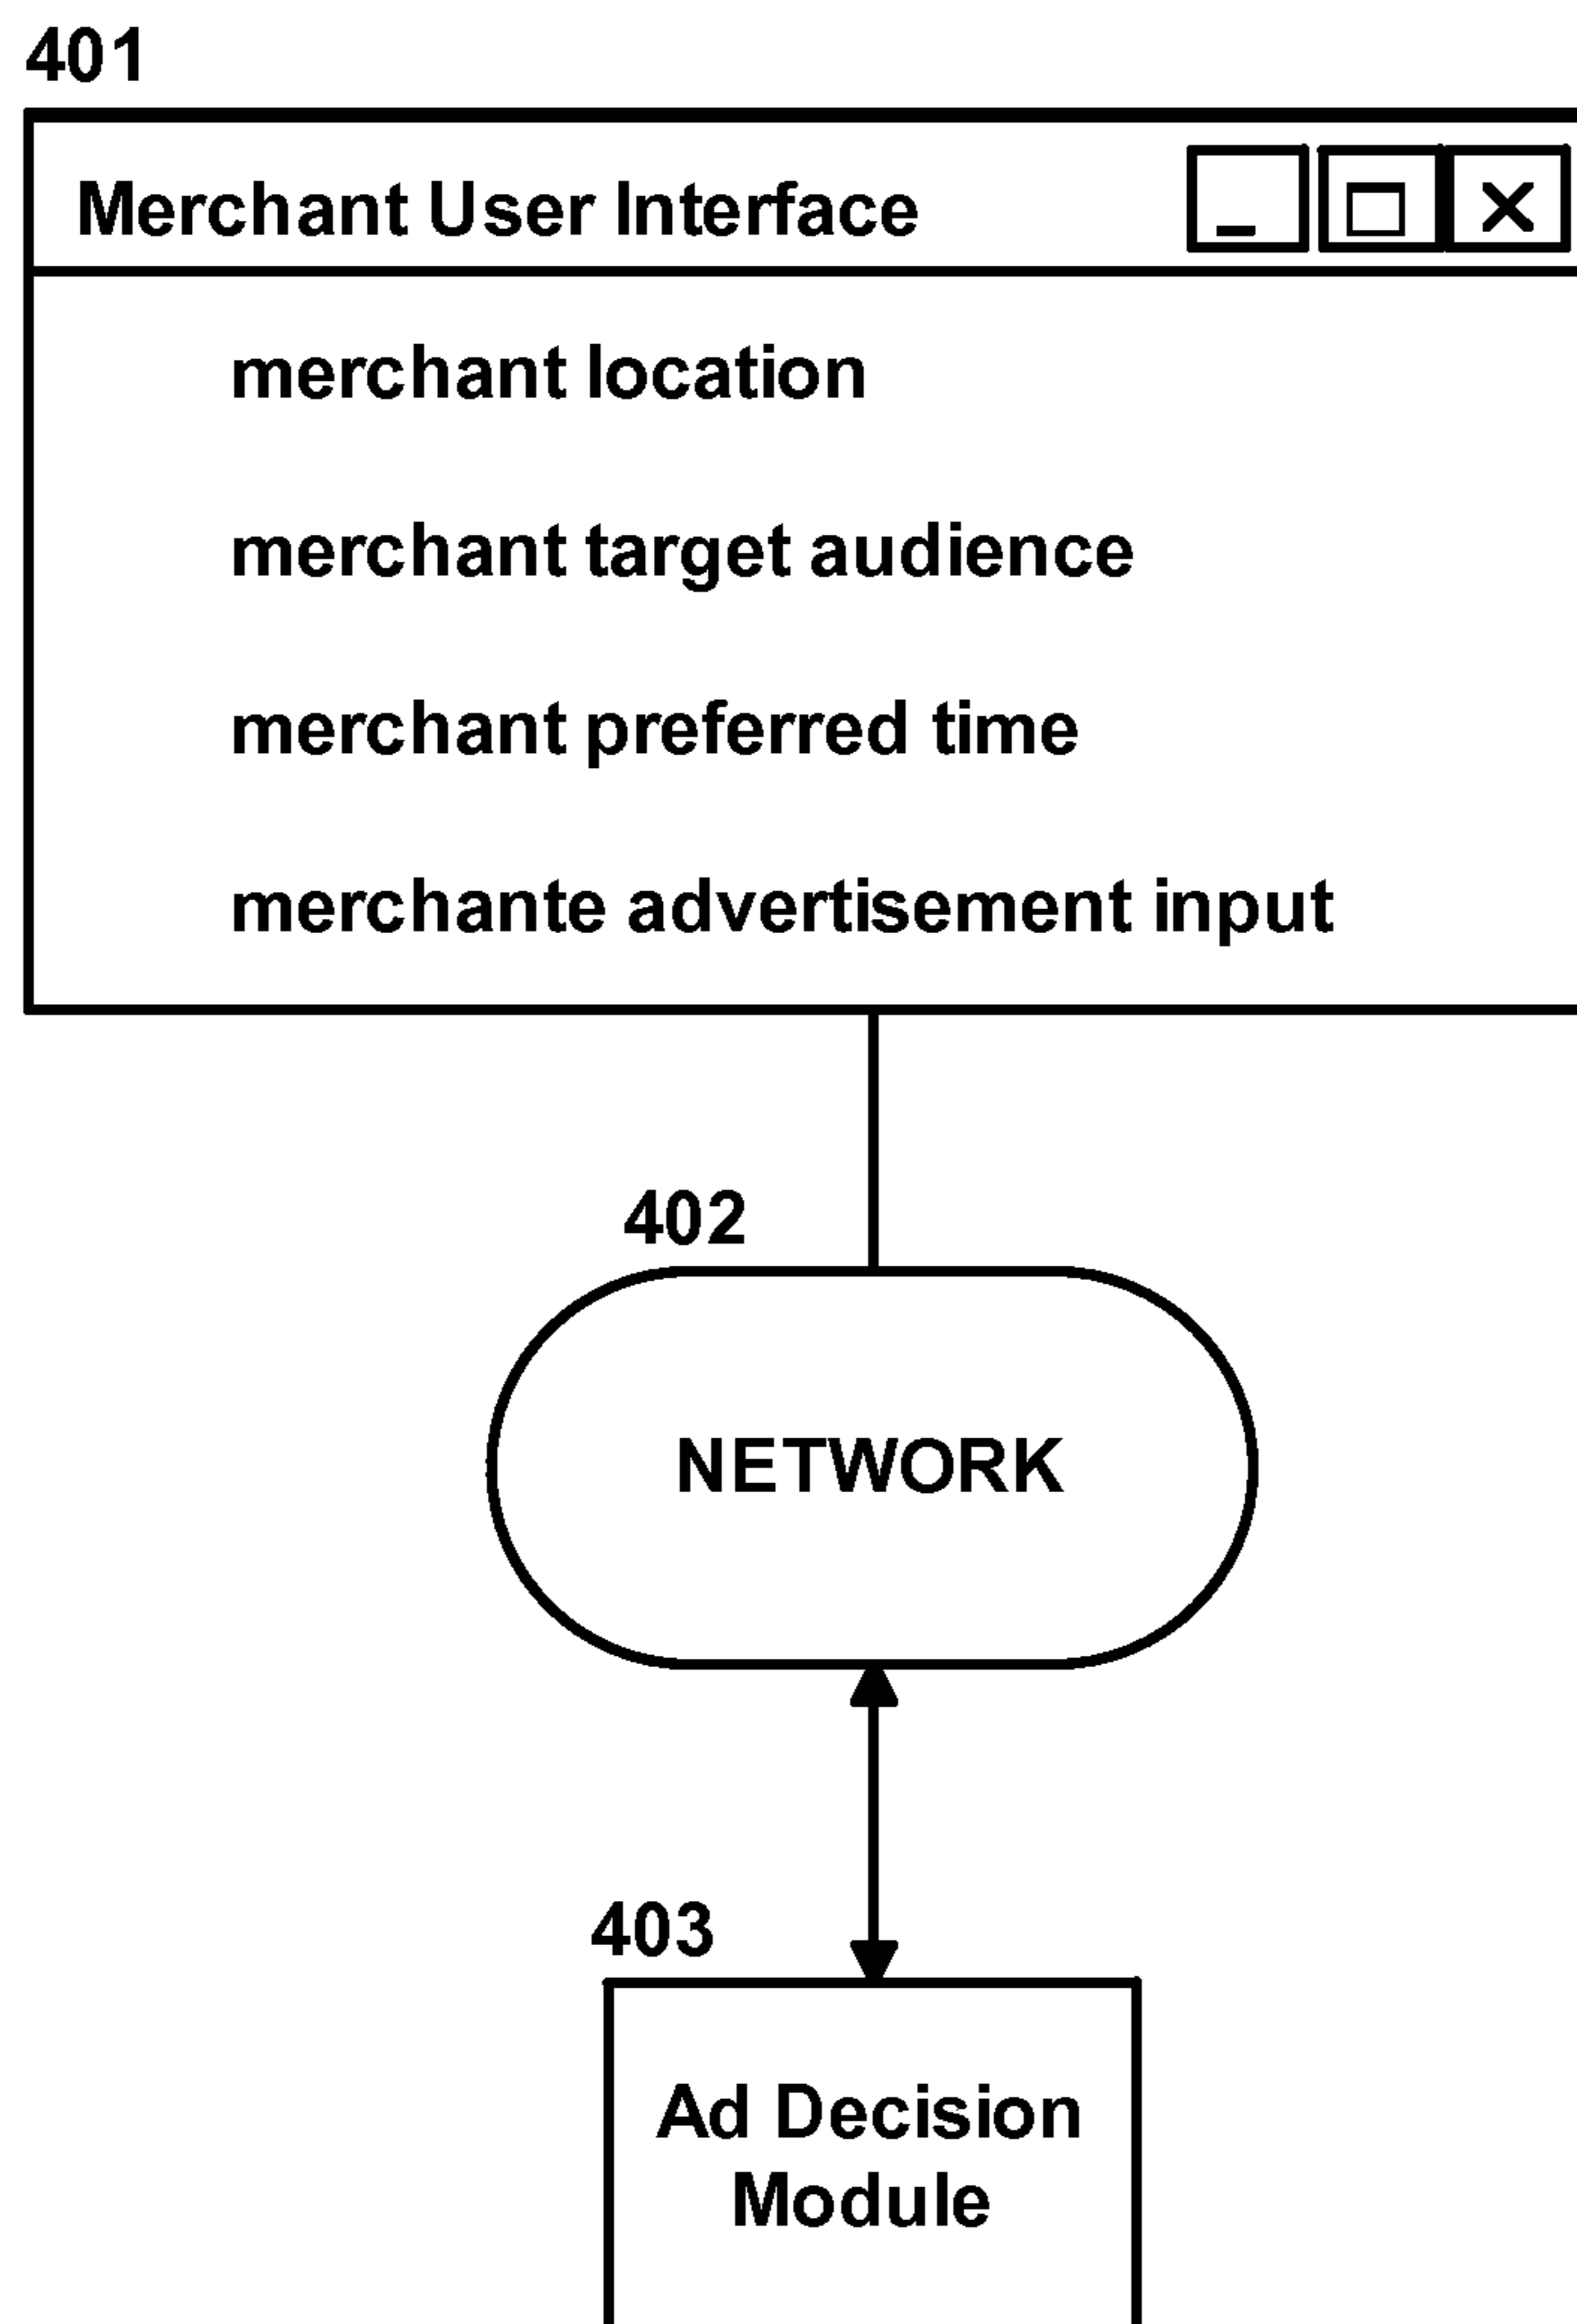 401
Merchant User Interface
merchant location
merchant target audience
merchant preferred time
merchante advertisement input
402
NETWORK
403
Ad Decision
Module